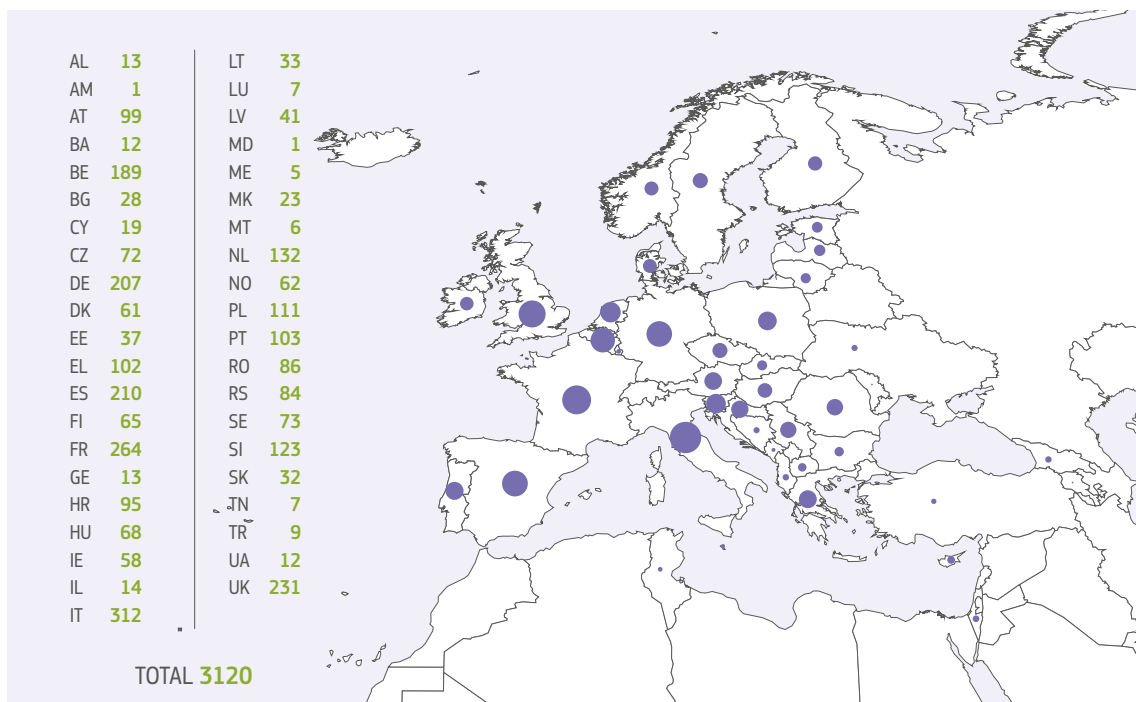 AL 13
AM 1
AT 99
BA 12
BE 189
BG 28
CY 19
CZ 72
DE 207
DK 61
EE 37
EL 102
ES 210
FI 65
FR 264
GE 13
HR 95
HU 68
IE 58
IL 14
IT 312
LT 33
LU 7
LV 41
MD 1
ME 5
MK 23
MT 6
NL 132
NO 62
PL 111
PT 103
RO 86
RS 84
SE 73
SI 123
SK 32
TN 7
TR 9
UA 12
UK 231
TOTAL 3120